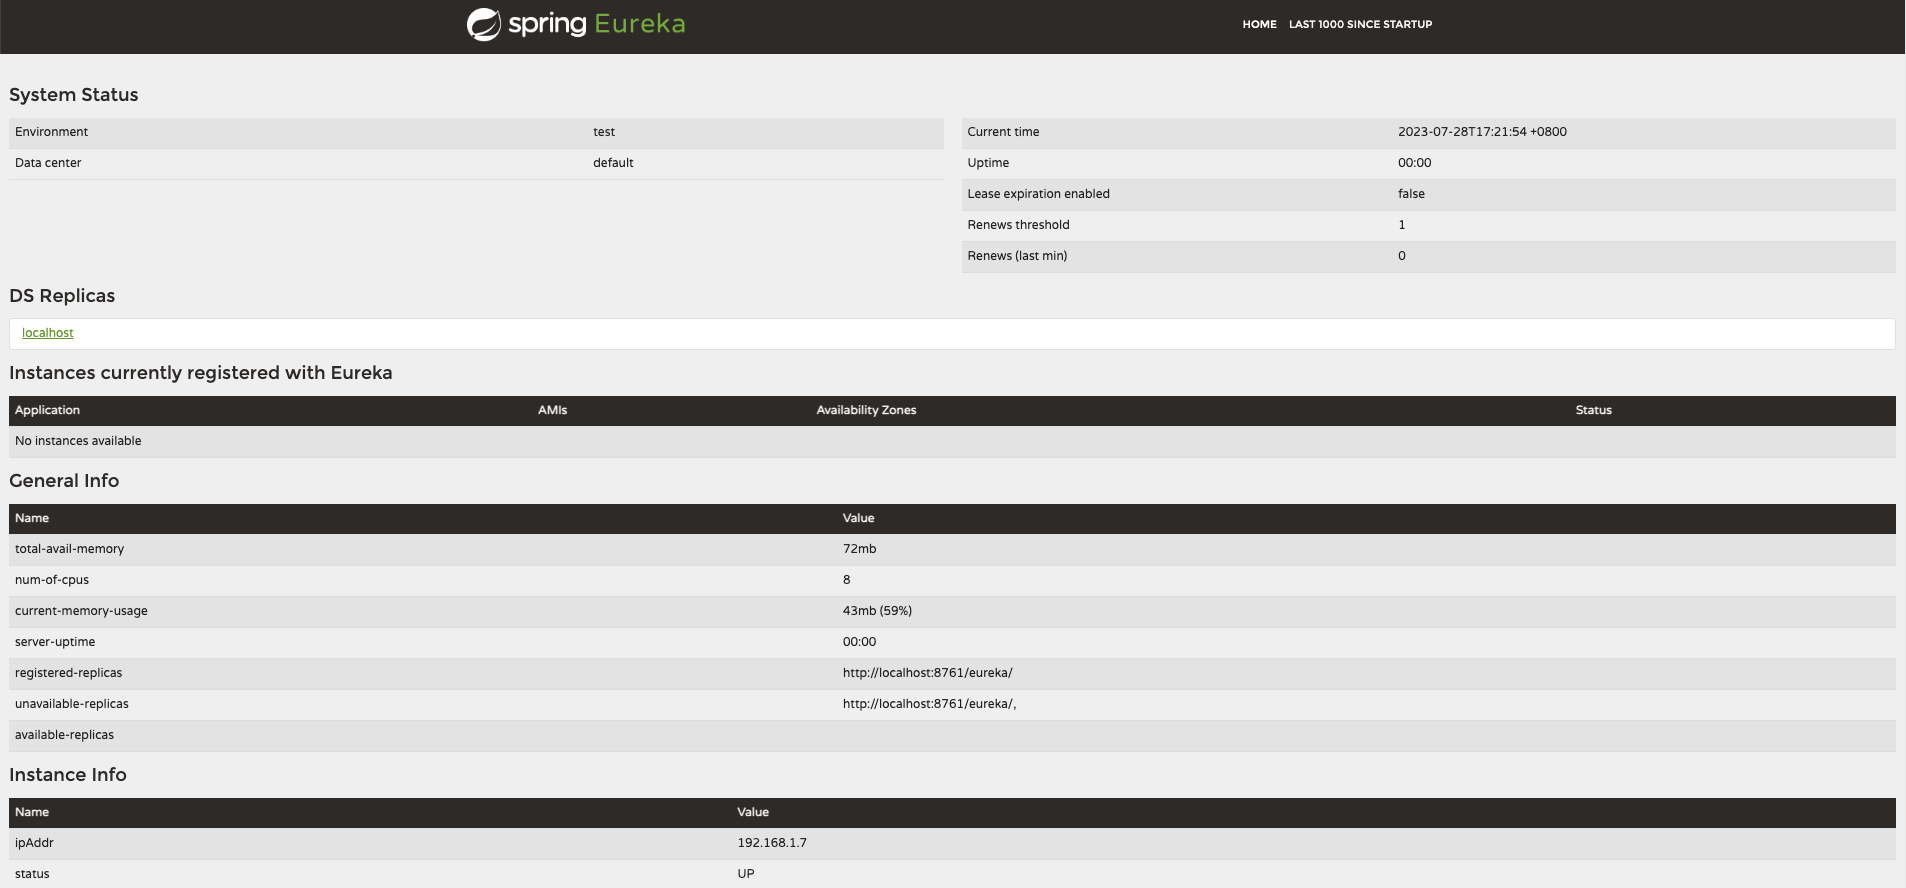 spring Eureka
HOME LAST 1000 SINCE STARTUP
System Status
Environment test
Data center default
Current time 2023-07-28T17:21:54 +0800
Uptime 00:00
Lease expiration enabled false
Renews threshold 1
Renews (last min) 0
DS Replicas
localhost
Instances currently registered with Eureka
Application AMIs Availability Zones Status
No instances available
General Info
Name Value
total-avail-memory 72mb
num-of-cpus 8
current-memory-usage 43mb (59%)
server-uptime 00:00
registered-replicas http://localhost:8761/eureka/
unavailable-replicas http://localhost:8761/eureka/,
available-replicas
Instance Info
Name Value
ipAddr 192.168.1.7
status UP